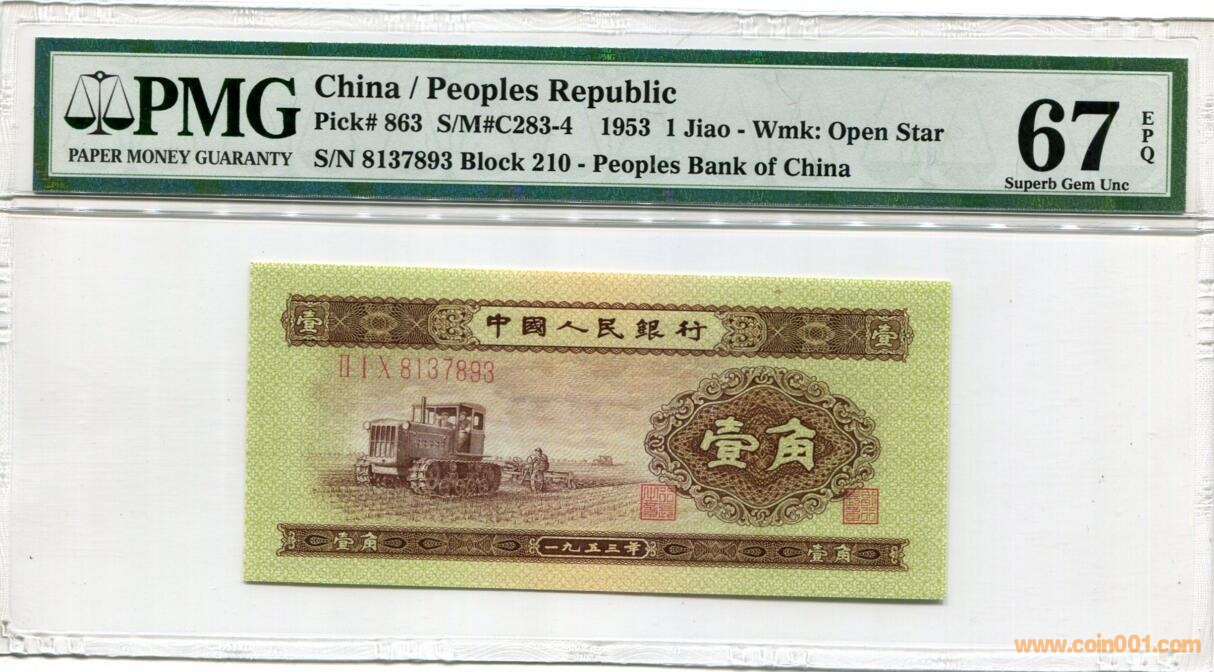 PMG
PAPER MONEY GUARANTY
China / Peoples Republic
Pick# 863 S/M#C283-4 1953 1 Jiao - Wmk: Open Star
S/N 8137893 Block 210 - Peoples Bank of China
67
EPQ
Superb Gem Unc
壹 中國人民銀行 壹
II I X 8137893
壹角
壹角 一九五三年 壹角
www.coin001.com